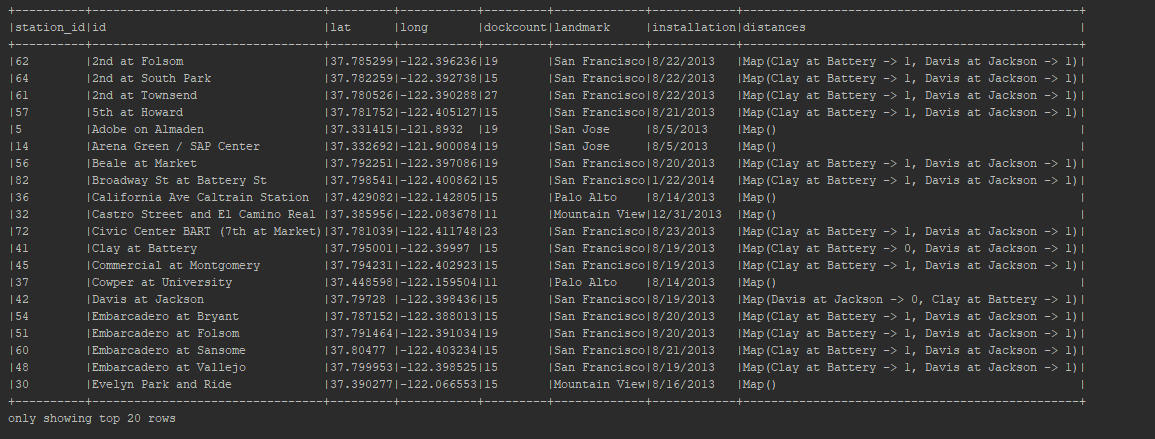 +----------+-----------------------------+---------+-----------+---------+-------------+------------+-------------------------------------------------+
|station_id|id                               |lat      |long       |dockcount|landmark     |installation|distances                                        |
+----------+---------------------------------+---------+-----------+---------+-------------+------------+-------------------------------------------------+
|62        |2nd at Folsom                    |37.785299|-122.396236|19       |San Francisco|8/22/2013   |Map(Clay at Battery -> 1, Davis at Jackson -> 1)|
|64        |2nd at South Park                |37.782259|-122.392738|15       |San Francisco|8/22/2013   |Map(Clay at Battery -> 1, Davis at Jackson -> 1)|
|61        |2nd at Townsend                  |37.780526|-122.390288|27       |San Francisco|8/22/2013   |Map(Clay at Battery -> 1, Davis at Jackson -> 1)|
|57        |5th at Howard                    |37.781752|-122.405127|15       |San Francisco|8/21/2013   |Map(Clay at Battery -> 1, Davis at Jackson -> 1)|
|5         |Adobe on Almaden                 |37.331415|-121.8932  |19       |San Jose     |8/5/2013    |Map()                                            |
|14        |Arena Green / SAP Center         |37.332692|-121.900084|19       |San Jose     |8/5/2013    |Map()                                            |
|56        |Beale at Market                  |37.792251|-122.397086|19       |San Francisco|8/20/2013   |Map(Clay at Battery -> 1, Davis at Jackson -> 1)|
|82        |Broadway St at Battery St        |37.798541|-122.400862|15       |San Francisco|1/22/2014   |Map(Clay at Battery -> 1, Davis at Jackson -> 1)|
|36        |California Ave Caltrain Station  |37.429082|-122.142805|15       |Palo Alto    |8/14/2013   |Map()                                            |
|32        |Castro Street and El Camino Real |37.385956|-122.083678|11       |Mountain View|12/31/2013  |Map()                                            |
|72        |Civic Center BART (7th at Market)|37.781039|-122.411748|23       |San Francisco|8/23/2013   |Map(Clay at Battery -> 1, Davis at Jackson -> 1)|
|41        |Clay at Battery                  |37.795001|-122.39997 |15       |San Francisco|8/19/2013   |Map(Clay at Battery -> 0, Davis at Jackson -> 1)|
|45        |Commercial at Montgomery         |37.794231|-122.402923|15       |San Francisco|8/19/2013   |Map(Clay at Battery -> 1, Davis at Jackson -> 1)|
|37        |Cowper at University             |37.448598|-122.159504|11       |Palo Alto    |8/14/2013   |Map()                                            |
|42        |Davis at Jackson                 |37.79728 |-122.398436|15       |San Francisco|8/19/2013   |Map(Davis at Jackson -> 0, Clay at Battery -> 1)|
|54        |Embarcadero at Bryant            |37.787152|-122.388013|15       |San Francisco|8/20/2013   |Map(Clay at Battery -> 1, Davis at Jackson -> 1)|
|51        |Embarcadero at Folsom            |37.791464|-122.391034|19       |San Francisco|8/20/2013   |Map(Clay at Battery -> 1, Davis at Jackson -> 1)|
|60        |Embarcadero at Sansome           |37.80477 |-122.403234|15       |San Francisco|8/21/2013   |Map(Clay at Battery -> 1, Davis at Jackson -> 1)|
|48        |Embarcadero at Vallejo           |37.799953|-122.398525|15       |San Francisco|8/19/2013   |Map(Clay at Battery -> 1, Davis at Jackson -> 1)|
|30        |Evelyn Park and Ride             |37.390277|-122.066553|15       |Mountain View|8/16/2013   |Map()                                            |
+----------+---------------------------------+---------+-----------+---------+-------------+------------+-------------------------------------------------+
only showing top 20 rows